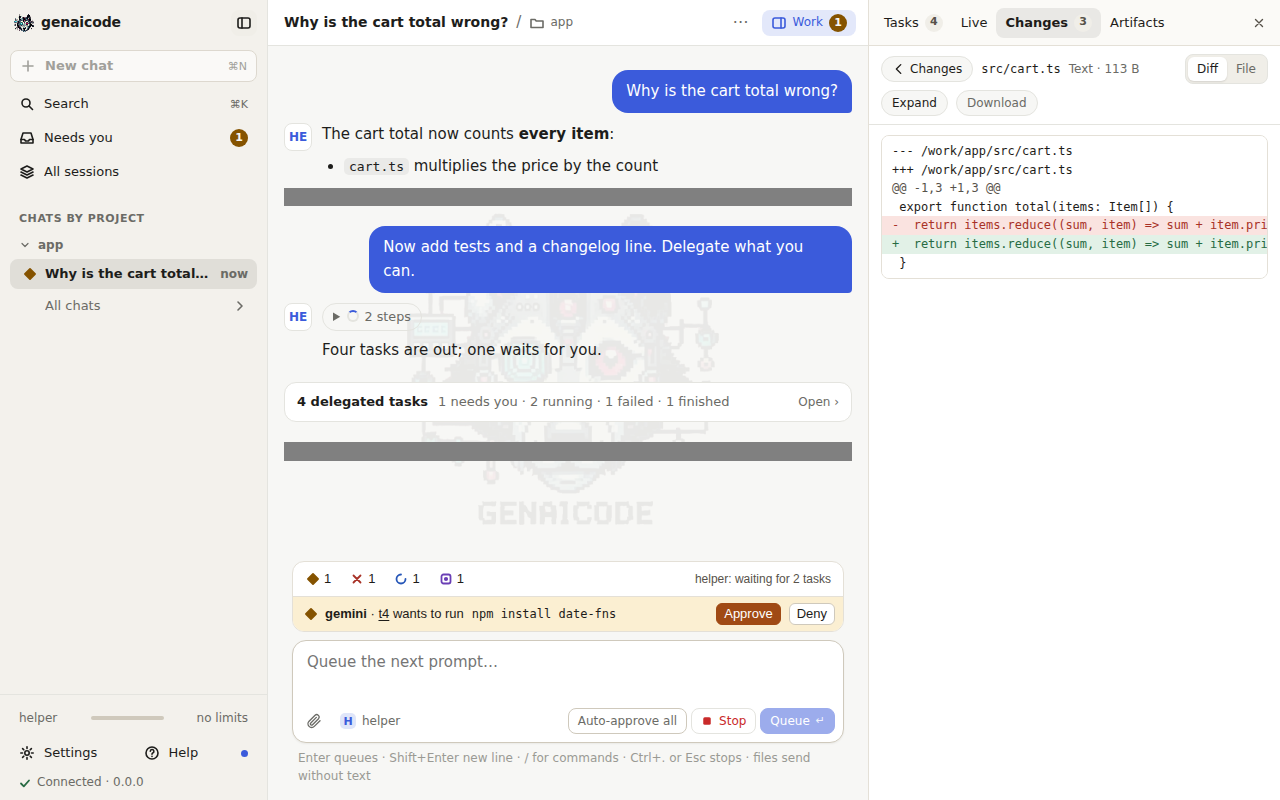 genaicode
New chat ⌘N
Search ⌘K
Needs you 1
All sessions
CHATS BY PROJECT
app
Why is the cart total… now
All chats
helper no limits
Settings Help
Connected · 0.0.0
Why is the cart total wrong? / app ··· Work 1
Why is the cart total wrong?
HE The cart total now counts every item:
• cart.ts multiplies the price by the count
Now add tests and a changelog line. Delegate what you
can.
HE 2 steps
Four tasks are out; one waits for you.
4 delegated tasks 1 needs you · 2 running · 1 failed · 1 finished Open ›
GENAICODE
1 1 1 1 helper: waiting for 2 tasks
gemini · t4 wants to run npm install date-fns Approve Deny
Queue the next prompt…
H helper Auto-approve all Stop Queue ↵
Enter queues · Shift+Enter new line · / for commands · Ctrl+. or Esc stops · files send
without text
Tasks 4 Live Changes 3 Artifacts
Changes src/cart.ts Text · 113 B Diff File
Expand Download
--- /work/app/src/cart.ts
+++ /work/app/src/cart.ts
@@ -1,3 +1,3 @@
export function total(items: Item[]) {
- return items.reduce((sum, item) => sum + item.pri
+ return items.reduce((sum, item) => sum + item.pri
}